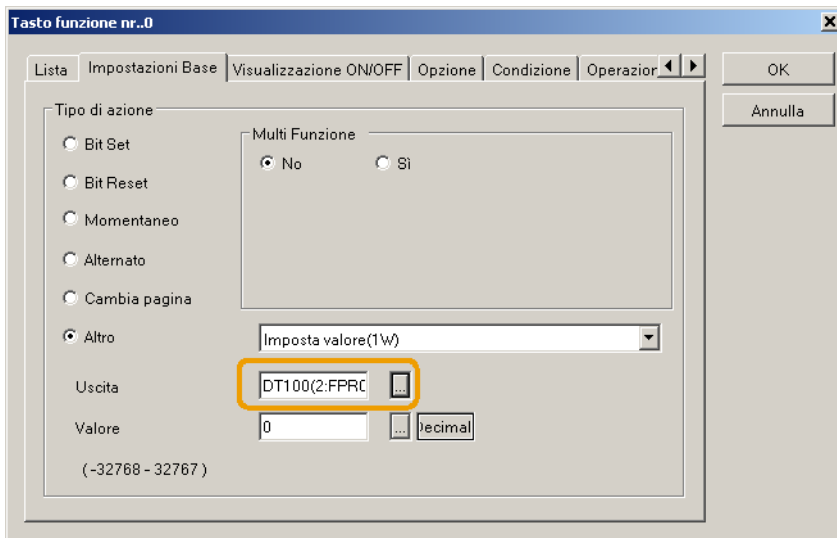 Tasto funzione nr..0
Lista Impostazioni Base Visualizzazione ON/OFF Opzione Condizione Operazior
OK
Annulla
Tipo di azione
Bit Set
Bit Reset
Momentaneo
Alternato
Cambia pagina
Altro
Multi Funzione
No Sì
Imposta valore(1W)
Uscita DT100(2:FPR0 ...
Valore 0 ... Decimal
(-32768 - 32767)